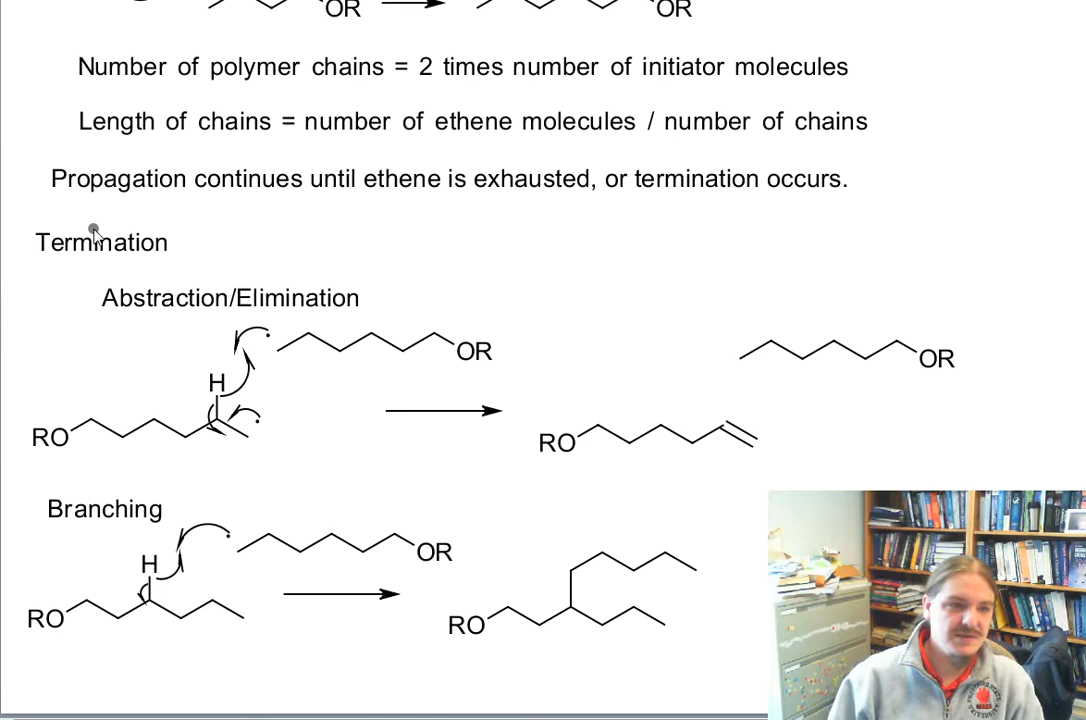 OR OR
Number of polymer chains = 2 times number of initiator molecules
Length of chains = number of ethene molecules / number of chains
Propagation continues until ethene is exhausted, or termination occurs.
Termination
Abstraction/Elimination
OR OR
H
RO RO
Branching
OR
H
RO RO